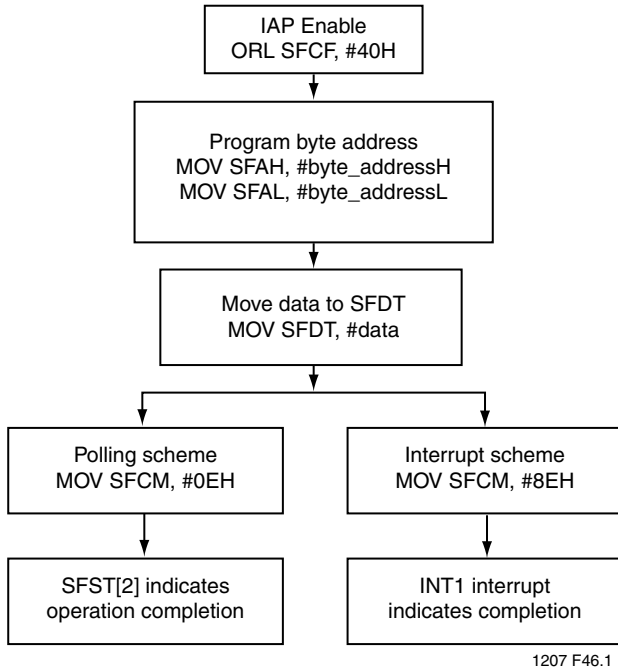 IAP Enable
ORL SFCF, #40H
Program byte address
MOV SFAH, #byte_addressH
MOV SFAL, #byte_addressL
Move data to SFDT
MOV SFDT, #data
Polling scheme
MOV SFCM, #0EH
Interrupt scheme
MOV SFCM, #8EH
SFST[2] indicates
operation completion
INT1 interrupt
indicates completion
1207 F46.1